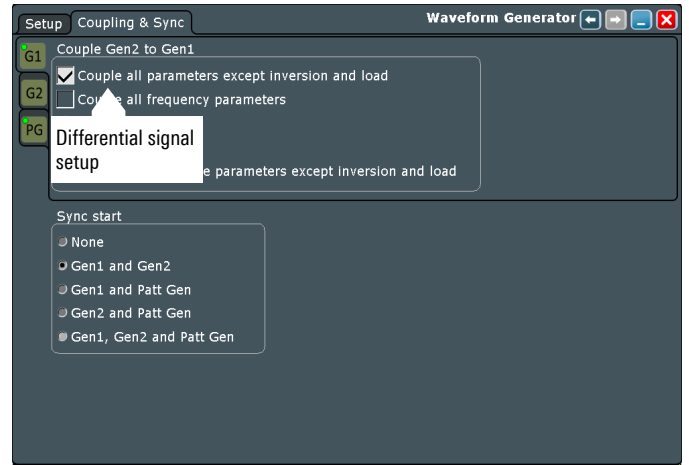 Setup Coupling & Sync Waveform Generator
G1
G2
PG
Couple Gen2 to Gen1
Couple all parameters except inversion and load
all frequency parameters
Differential signal
setup
parameters except inversion and load
Sync start
None
Gen1 and Gen2
Gen1 and Patt Gen
Gen2 and Patt Gen
Gen1, Gen2 and Patt Gen